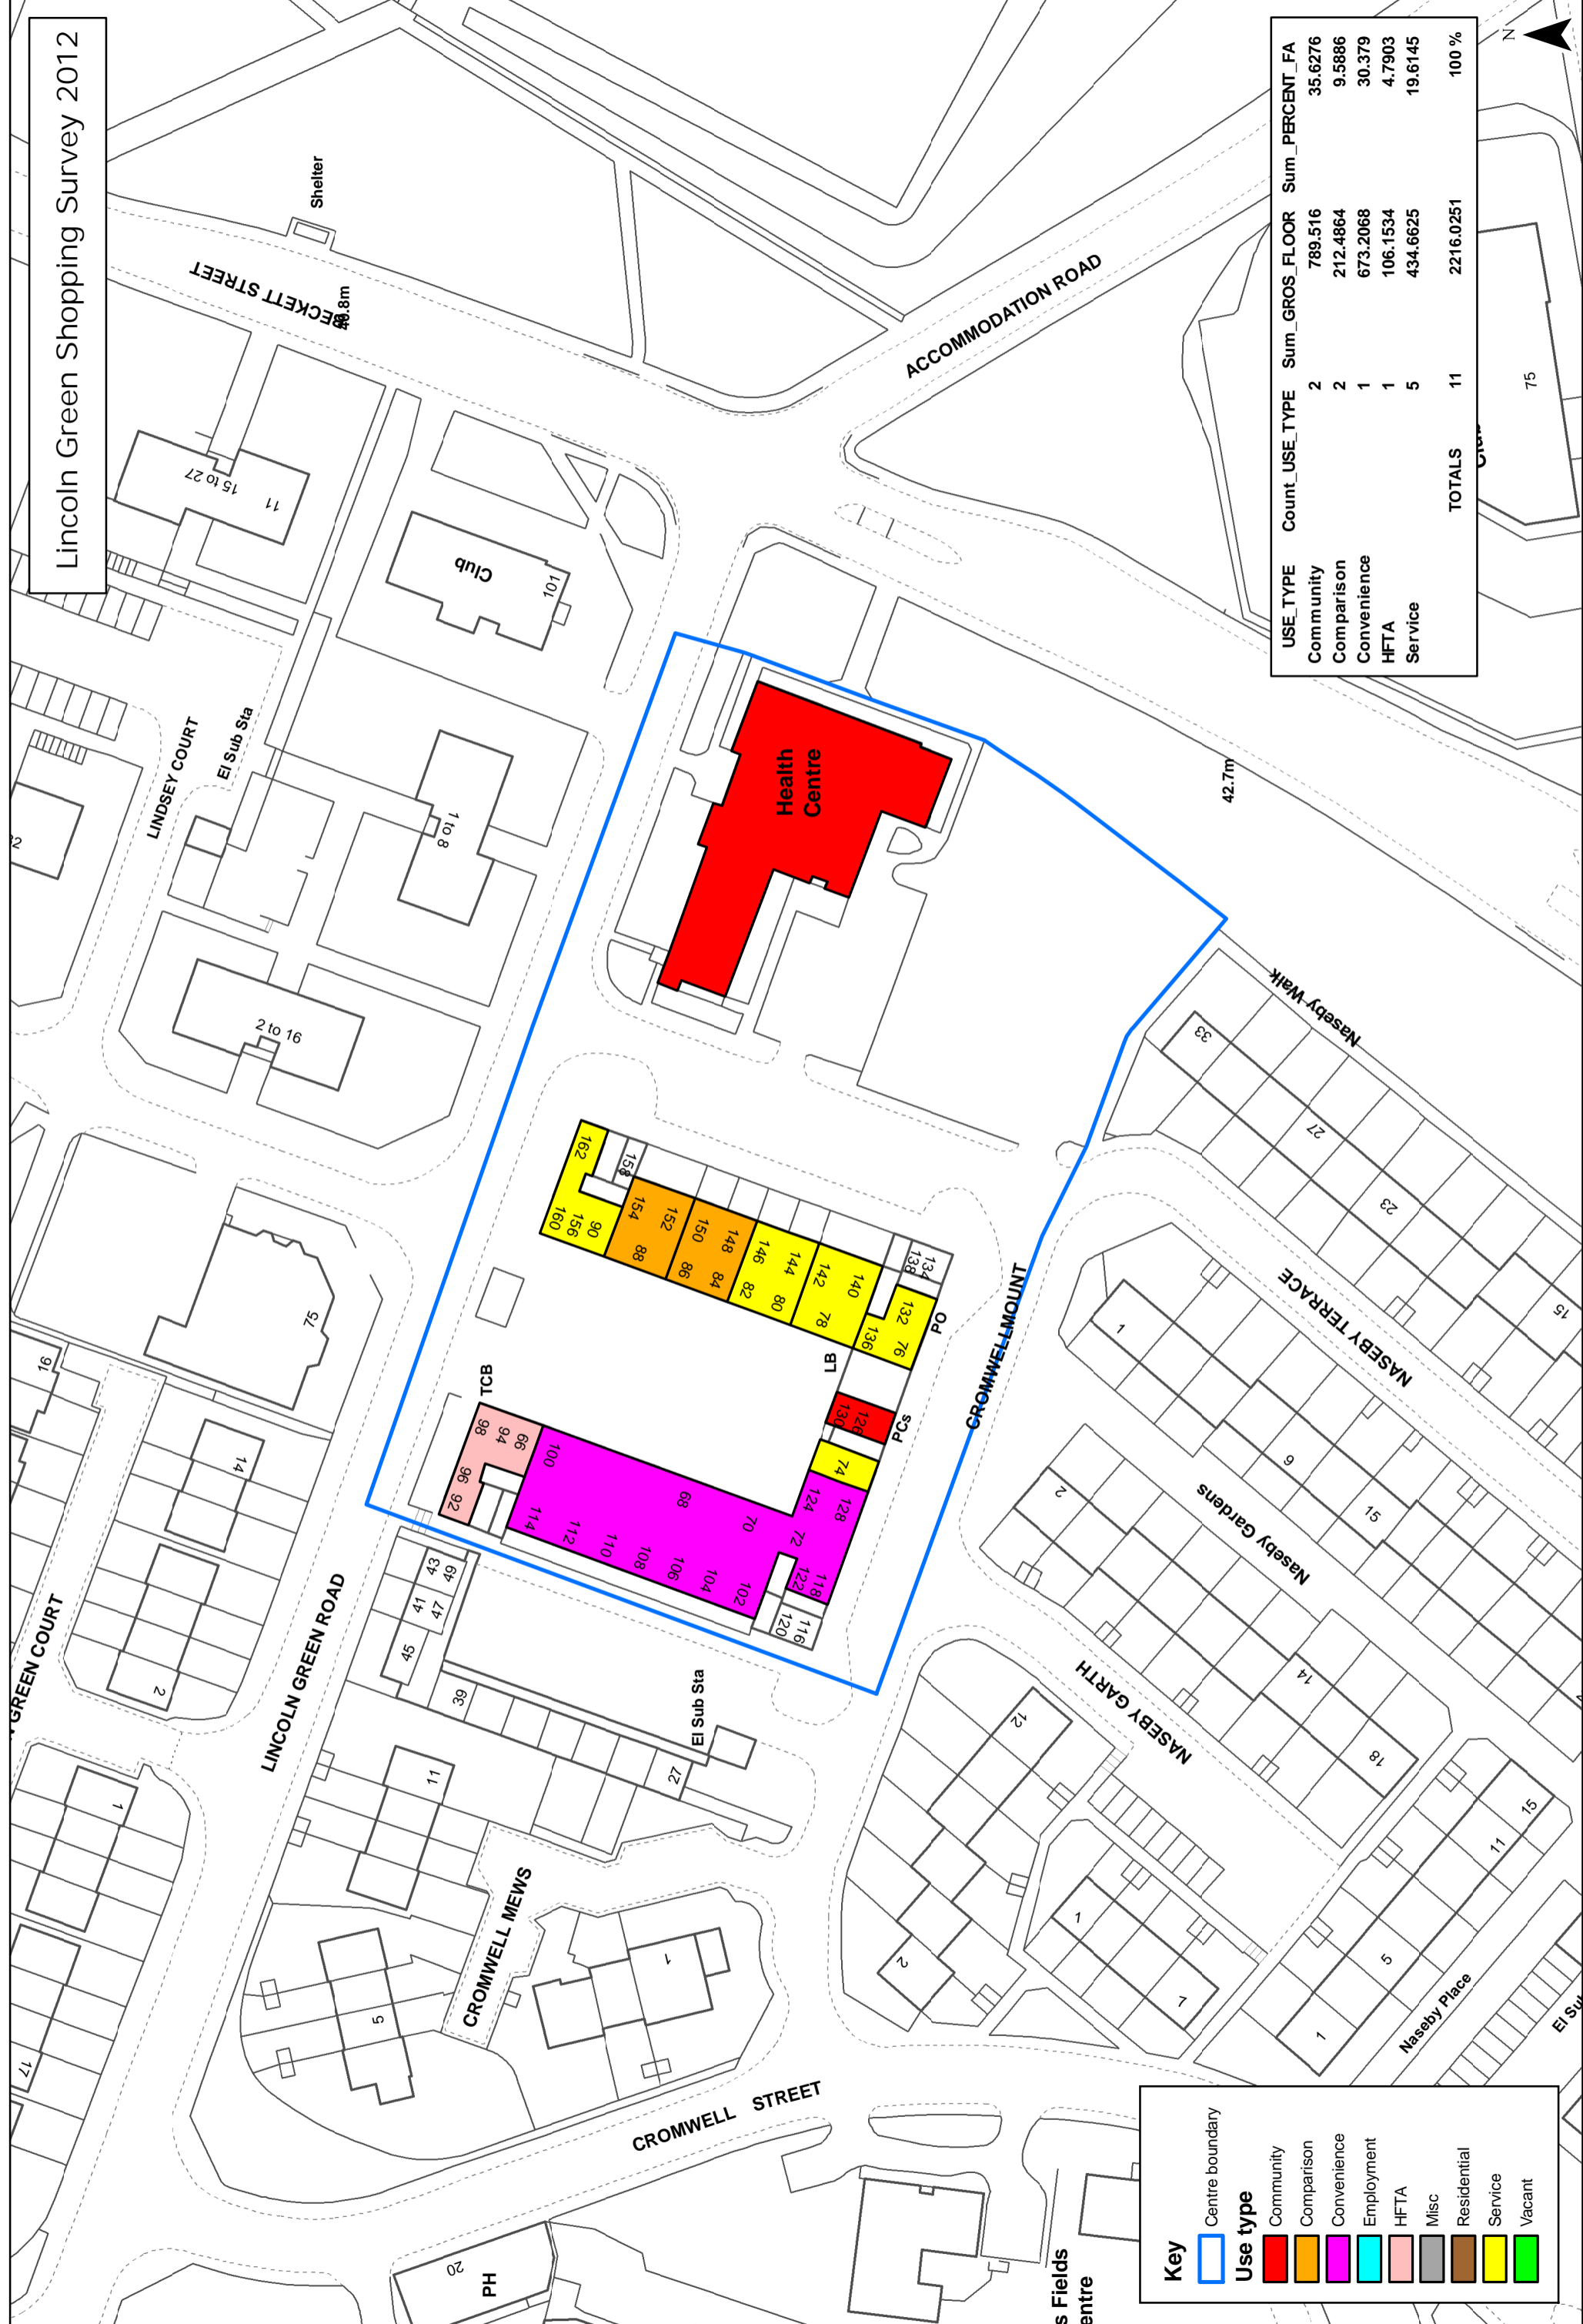 Lincoln Green Shopping Survey 2012
BECKETT STREET
Shelter
ACCOMMODATION ROAD
15 to 27
11
Club
101
LINDSEY COURT
El Sub Sta
1 to 8
2 to 16
75
16
14
2
LINCOLN GREEN ROAD
GREEN COURT
1
17
Health
Centre
42.7m
162
160
156
90
154
152
88
150
148
86
84
146
144
82
80
142
140
78
136
132
76
138
134
PO
LB
130
126
PCs
74
TCB
98
94
66
96
92
100
114
112
110
108
106
104
102
68
70
72
124
128
122
118
120
116
CROMWELLMOUNT
43
49
41
47
45
39
27
El Sub Sta
11
5
1
CROMWELL MEWS
CROMWELL STREET
PH
20
Naseby Walk
33
27
23
15
NASEBY TERRACE
1
9
15
Naseby Gardens
2
14
18
NASEBY GARTH
12
2
1
7
15
11
5
1
Naseby Place
s Fields
entre
75
USE_TYPE Count_USE_TYPE Sum_GROS_FLOOR Sum_PERCENT_FA
Community 2 789.516 35.6276
Comparison 2 212.4864 9.5886
Convenience 1 673.2068 30.379
HFTA 1 106.1534 4.7903
Service 5 434.6625 19.6145
TOTALS 11 2216.0251 100 %
N
Key
Centre boundary
Use type
Community
Comparison
Convenience
Employment
HFTA
Misc
Residential
Service
Vacant